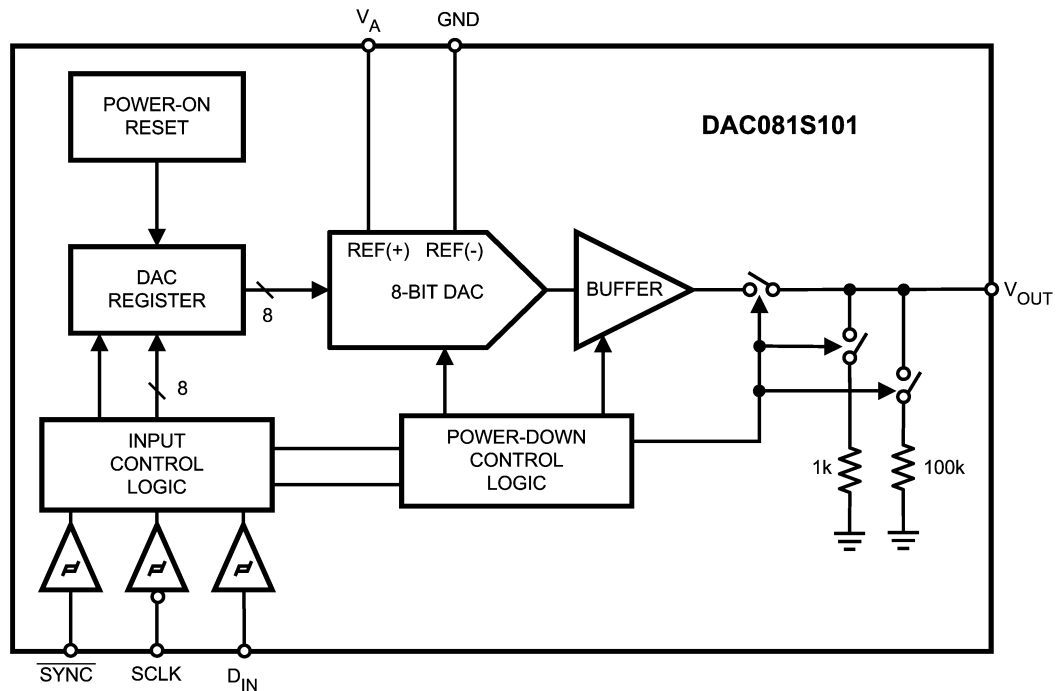 V_A
GND
POWER-ON
RESET
DAC081S101
REF(+)
REF(-)
DAC
REGISTER
8
8-BIT DAC
BUFFER
V_OUT
8
INPUT
CONTROL
LOGIC
POWER-DOWN
CONTROL
LOGIC
1k
100k
SYNC
SCLK
D_IN